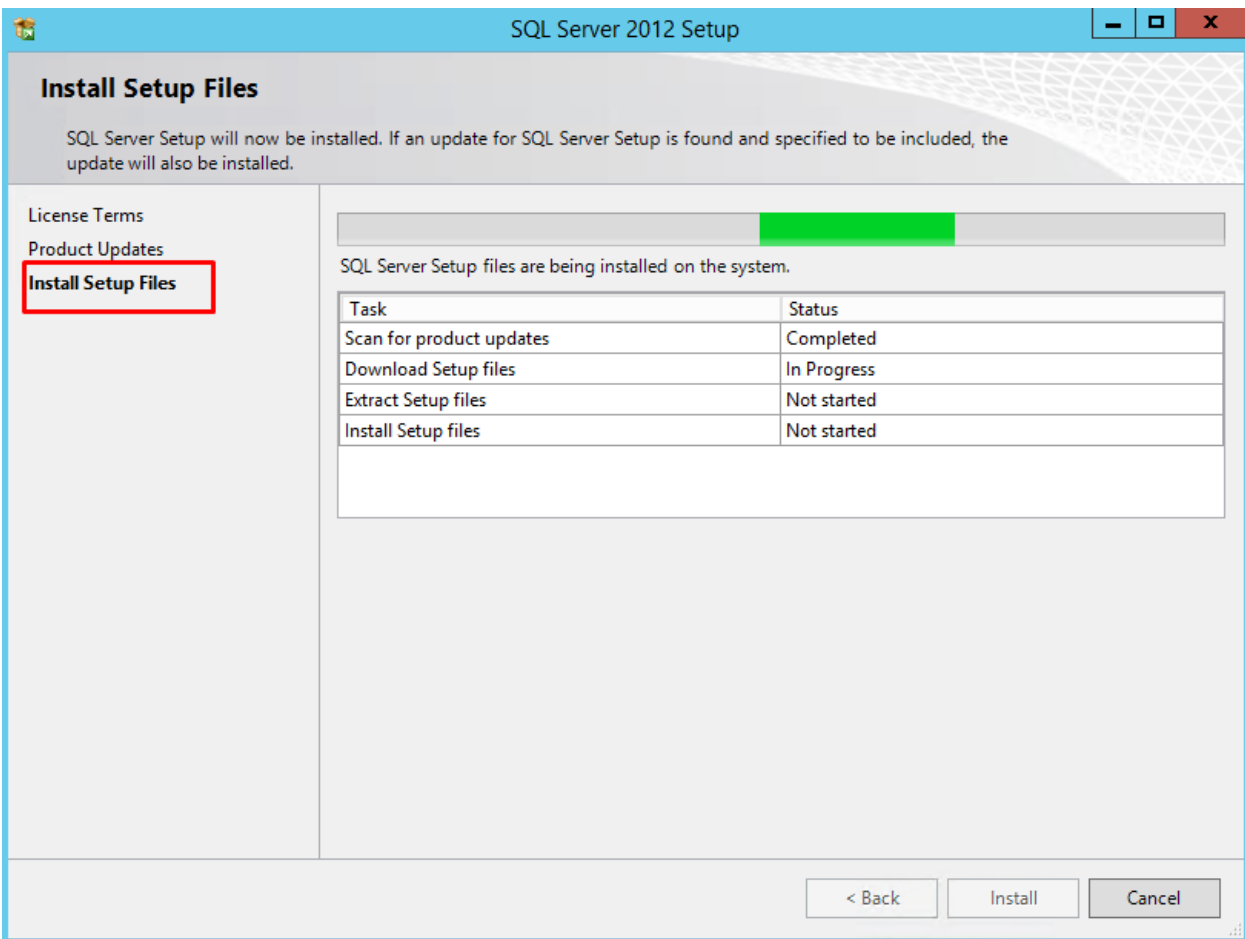 SQL Server 2012 Setup
Install Setup Files
SQL Server Setup will now be installed. If an update for SQL Server Setup is found and specified to be included, the
update will also be installed.
License Terms
Product Updates
Install Setup Files
SQL Server Setup files are being installed on the system.
Task Status
Scan for product updates Completed
Download Setup files In Progress
Extract Setup files Not started
Install Setup files Not started
< Back Install Cancel